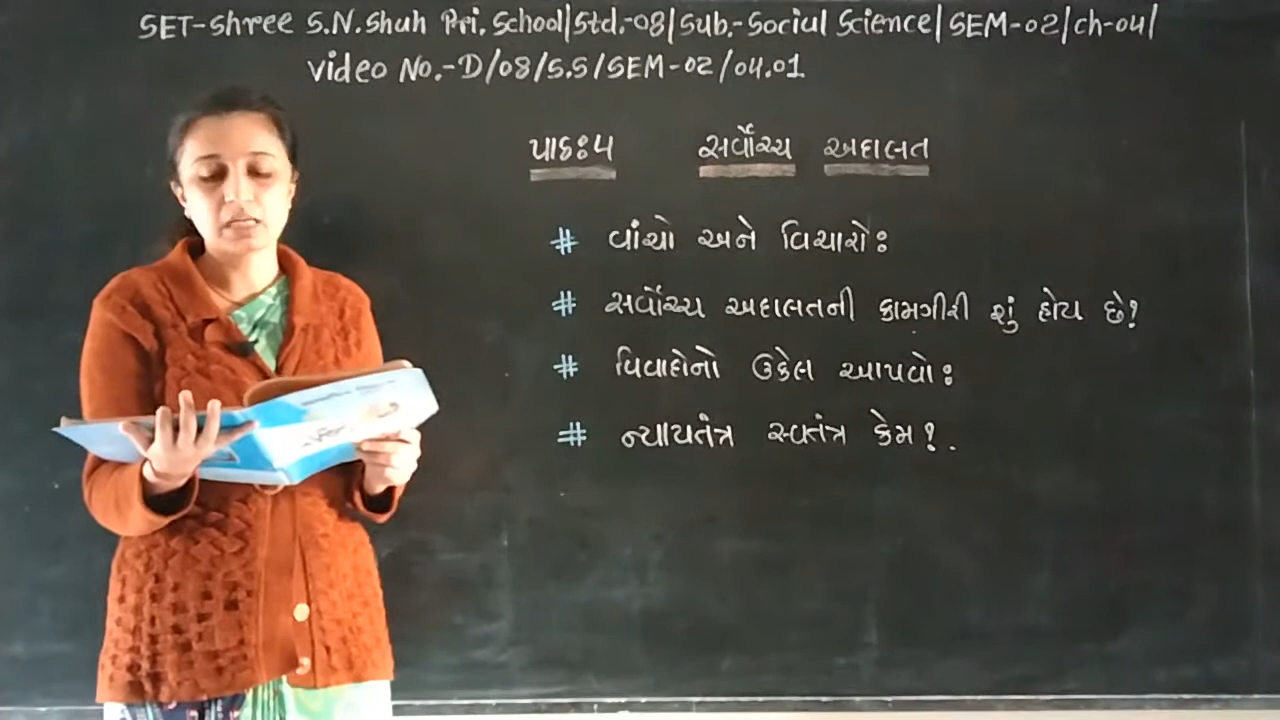 SET-Shree S.N.Shah Pri. School/Std.-08/Sub.-Social Science/SEM-02/ch-04/
Video No.-D/08/S.S/SEM-02/04.01
પાઠઃ૪ સર્વોચ્ચ અદાલત
# વાંચો અને વિચારોઃ
# સર્વોચ્ચ અદાલતની કામગીરી શું હોય છે?
# વિવાદોનો ઉકેલ આપવોઃ
# ન્યાયતંત્ર સ્વતંત્ર કેમ?.